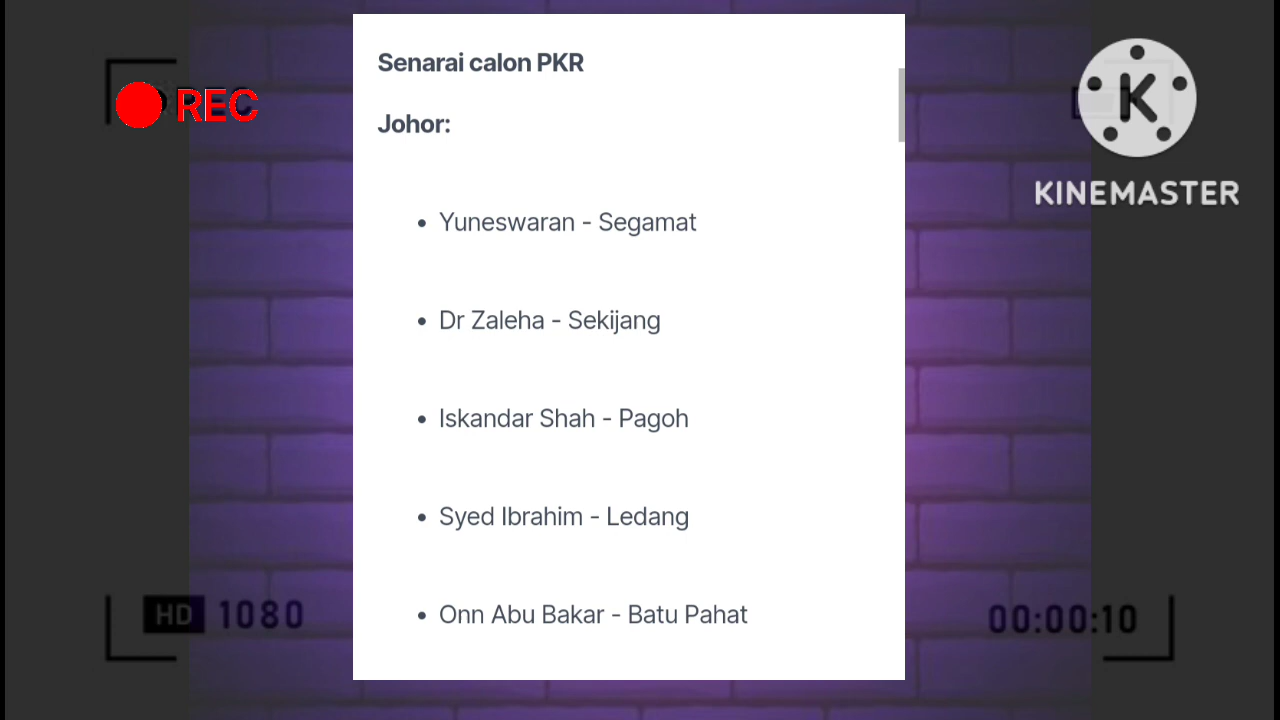 Senarai calon PKR
REC
Johor:
KINEMASTER
• Yuneswaran - Segamat
• Dr Zaleha - Sekijang
• Iskandar Shah - Pagoh
• Syed Ibrahim - Ledang
• Onn Abu Bakar - Batu Pahat
HD 1080
00:00:10